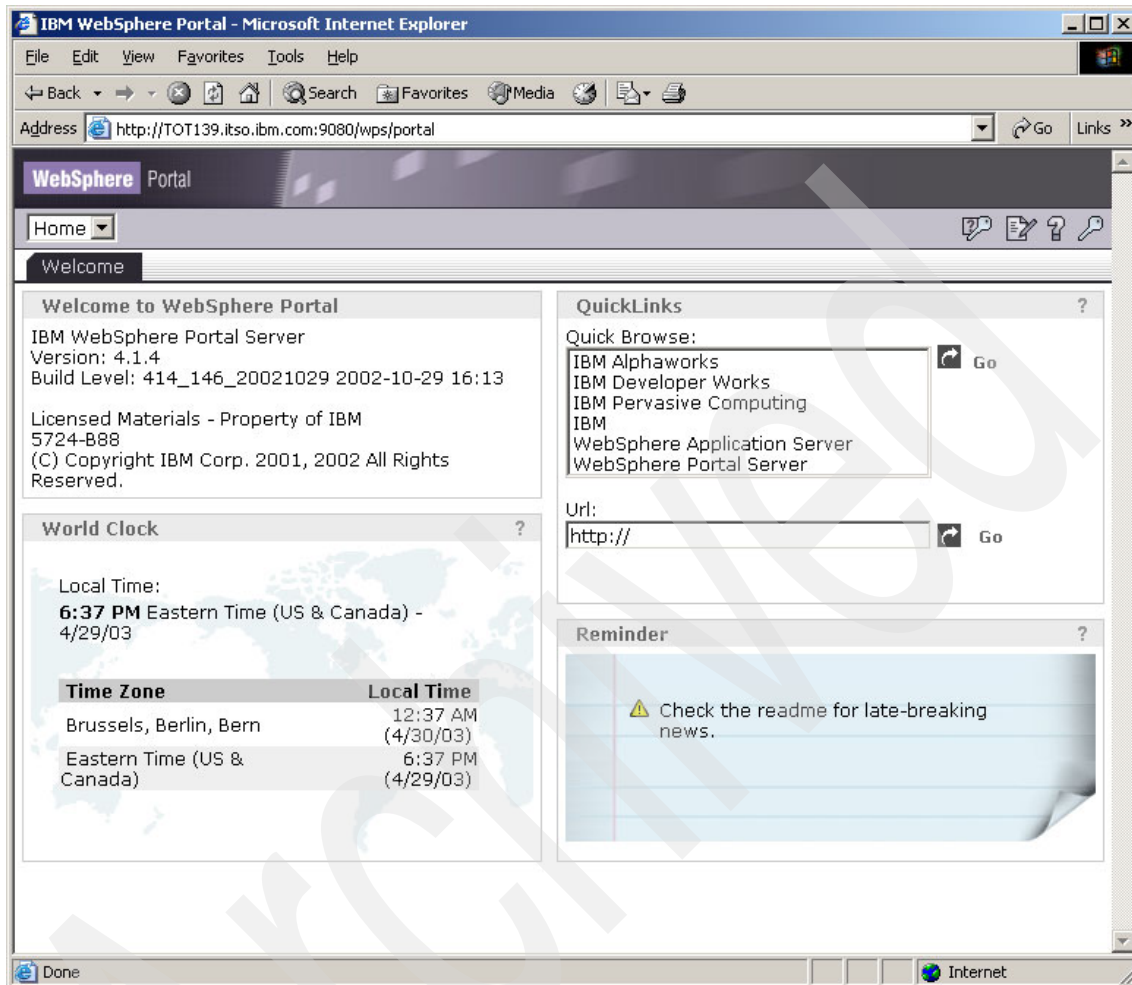 IBM WebSphere Portal - Microsoft Internet Explorer
File Edit View Favorites Tools Help
Back Search Favorites Media
Address http://TOT139.itso.ibm.com:9080/wps/portal Go Links »
WebSphere Portal
Home
Welcome
Welcome to WebSphere Portal
IBM WebSphere Portal Server
Version: 4.1.4
Build Level: 414_146_20021029 2002-10-29 16:13
Licensed Materials - Property of IBM
5724-B88
(C) Copyright IBM Corp. 2001, 2002 All Rights
Reserved.
World Clock ?
Local Time:
6:37 PM Eastern Time (US & Canada) -
4/29/03
Time Zone Local Time
Brussels, Berlin, Bern 12:37 AM
(4/30/03)
Eastern Time (US & 6:37 PM
Canada) (4/29/03)
QuickLinks ?
Quick Browse:
IBM Alphaworks Go
IBM Developer Works
IBM Pervasive Computing
IBM
WebSphere Application Server
WebSphere Portal Server
Url:
http:// Go
Reminder ?
Check the readme for late-breaking
news.
Done Internet
Archived